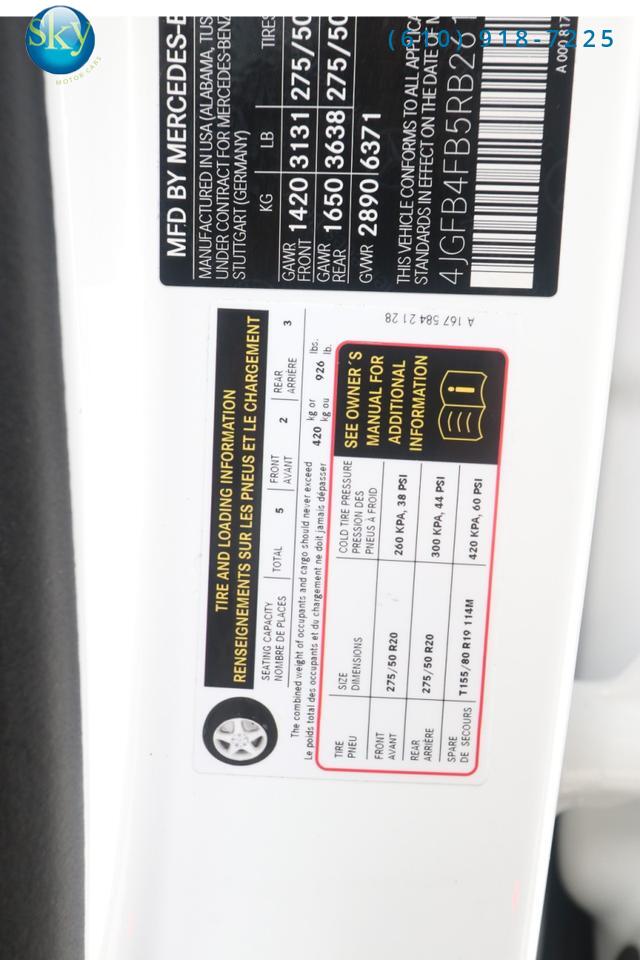 Sky
MOTOR CARS
(610) 918-7225
MFD BY MERCEDES-B
MANUFACTURED IN USA (ALABAMA, TUS
UNDER CONTRACT FOR MERCEDES-BENZ
STUTTGART (GERMANY)
KG LB TIRES
GAWR FRONT 1420 3131 275/50
GAWR REAR 1650 3638 275/50
GVWR 2890 6371
THIS VEHICLE CONFORMS TO ALL APPLICA
STANDARDS IN EFFECT ON THE DATE OF M
4JGFB4FB5RB261
A 000 817
TIRE AND LOADING INFORMATION
RENSEIGNEMENTS SUR LES PNEUS ET LE CHARGEMENT
SEATING CAPACITY TOTAL 5 FRONT 2 REAR 3
NOMBRE DE PLACES AVANT ARRIÈRE
The combined weight of occupants and cargo should never exceed 420 kg or 926 lbs.
Le poids total des occupants et du chargement ne doit jamais dépasser kg ou lb.
TIRE SIZE COLD TIRE PRESSURE
PNEU DIMENSIONS PRESSION DES
PNEUS À FROID
FRONT
AVANT 275/50 R20 260 KPA, 38 PSI
REAR
ARRIÈRE 275/50 R20 300 KPA, 44 PSI
SPARE
DE SECOURS T155/80 R19 114M 420 KPA, 60 PSI
SEE OWNER'S
MANUAL FOR
ADDITIONAL
INFORMATION
A 167 584 21 28